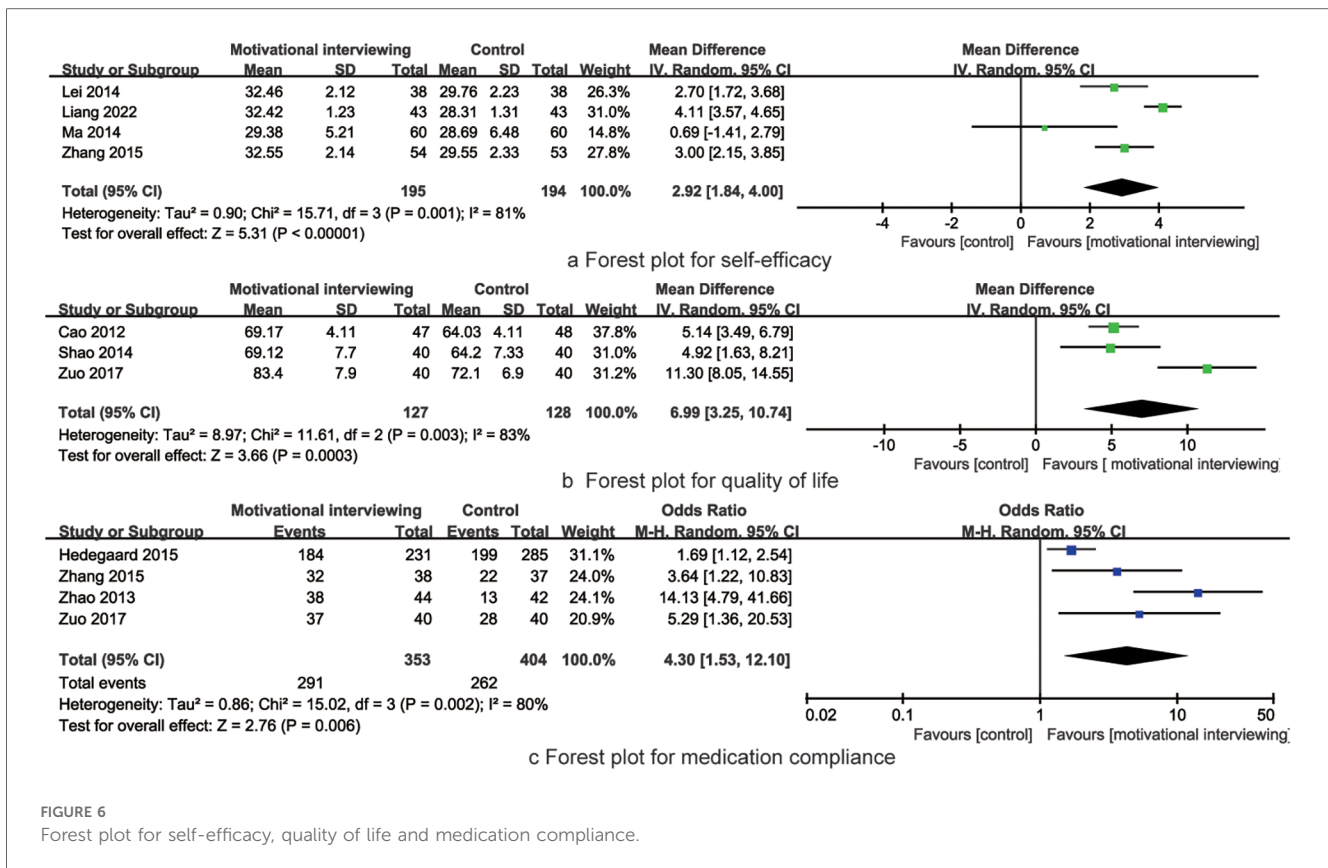 Motivational interviewing Control Mean Difference Mean Difference
Study or Subgroup Mean SD Total Mean SD Total Weight IV. Random. 95% CI IV. Random. 95% CI
Lei 2014 32.46 2.12 38 29.76 2.23 38 26.3% 2.70 [1.72, 3.68]
Liang 2022 32.42 1.23 43 28.31 1.31 43 31.0% 4.11 [3.57, 4.65]
Ma 2014 29.38 5.21 60 28.69 6.48 60 14.8% 0.69 [-1.41, 2.79]
Zhang 2015 32.55 2.14 54 29.55 2.33 53 27.8% 3.00 [2.15, 3.85]
Total (95% CI) 195 194 100.0% 2.92 [1.84, 4.00]
Heterogeneity: Tau² = 0.90; Chi² = 15.71, df = 3 (P = 0.001); I² = 81%
Test for overall effect: Z = 5.31 (P < 0.00001)
-4 -2 0 2 4
Favours [control] Favours [motivational interviewing]
a Forest plot for self-efficacy
Motivational interviewing Control Mean Difference Mean Difference
Study or Subgroup Mean SD Total Mean SD Total Weight IV. Random. 95% CI IV. Random. 95% CI
Cao 2012 69.17 4.11 47 64.03 4.11 48 37.8% 5.14 [3.49, 6.79]
Shao 2014 69.12 7.7 40 64.2 7.33 40 31.0% 4.92 [1.63, 8.21]
Zuo 2017 83.4 7.9 40 72.1 6.9 40 31.2% 11.30 [8.05, 14.55]
Total (95% CI) 127 128 100.0% 6.99 [3.25, 10.74]
Heterogeneity: Tau² = 8.97; Chi² = 11.61, df = 2 (P = 0.003); I² = 83%
Test for overall effect: Z = 3.66 (P = 0.0003)
-10 -5 0 5 10
Favours [control] Favours [ motivational interviewing]
b Forest plot for quality of life
Motivational interviewing Control Odds Ratio Odds Ratio
Study or Subgroup Events Total Events Total Weight M-H. Random. 95% CI M-H. Random. 95% CI
Hedegaard 2015 184 231 199 285 31.1% 1.69 [1.12, 2.54]
Zhang 2015 32 38 22 37 24.0% 3.64 [1.22, 10.83]
Zhao 2013 38 44 13 42 24.1% 14.13 [4.79, 41.66]
Zuo 2017 37 40 28 40 20.9% 5.29 [1.36, 20.53]
Total (95% CI) 353 404 100.0% 4.30 [1.53, 12.10]
Total events 291 262
Heterogeneity: Tau² = 0.86; Chi² = 15.02, df = 3 (P = 0.002); I² = 80%
Test for overall effect: Z = 2.76 (P = 0.006)
0.02 0.1 1 10 50
Favours [control] Favours [motivational interviewing]
c Forest plot for medication compliance
FIGURE 6
Forest plot for self-efficacy, quality of life and medication compliance.